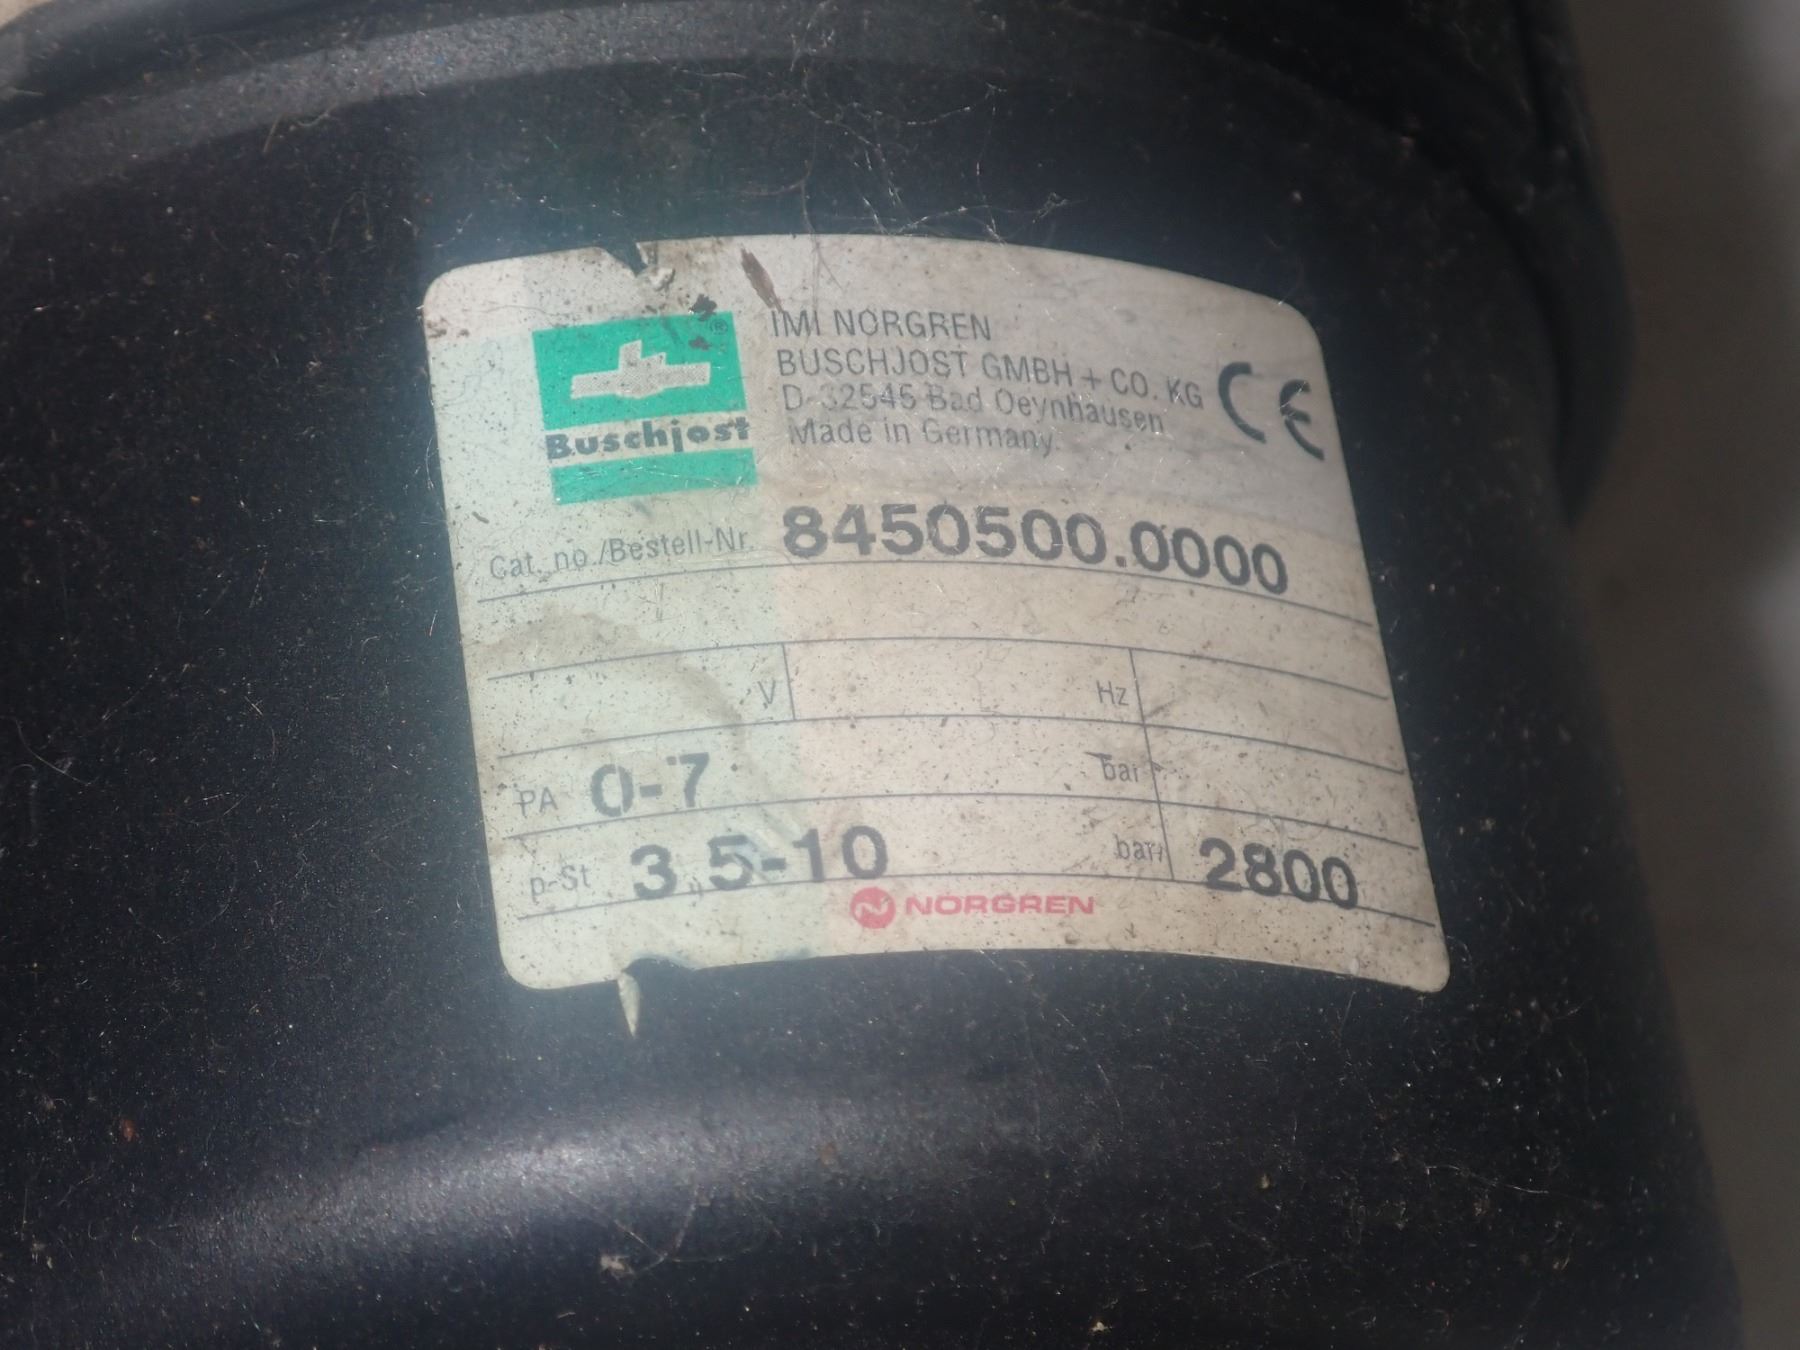 IMI NORGREN
BUSCHJOST GMBH + CO. KG
D-32545 Bad Oeynhausen
Made in Germany.
CE
®
Buschjost
Cat. no./Bestell-Nr. 8450500.0000
V Hz
PA 0-7 bar
p-St 3 5-10 bar 2800
NORGREN